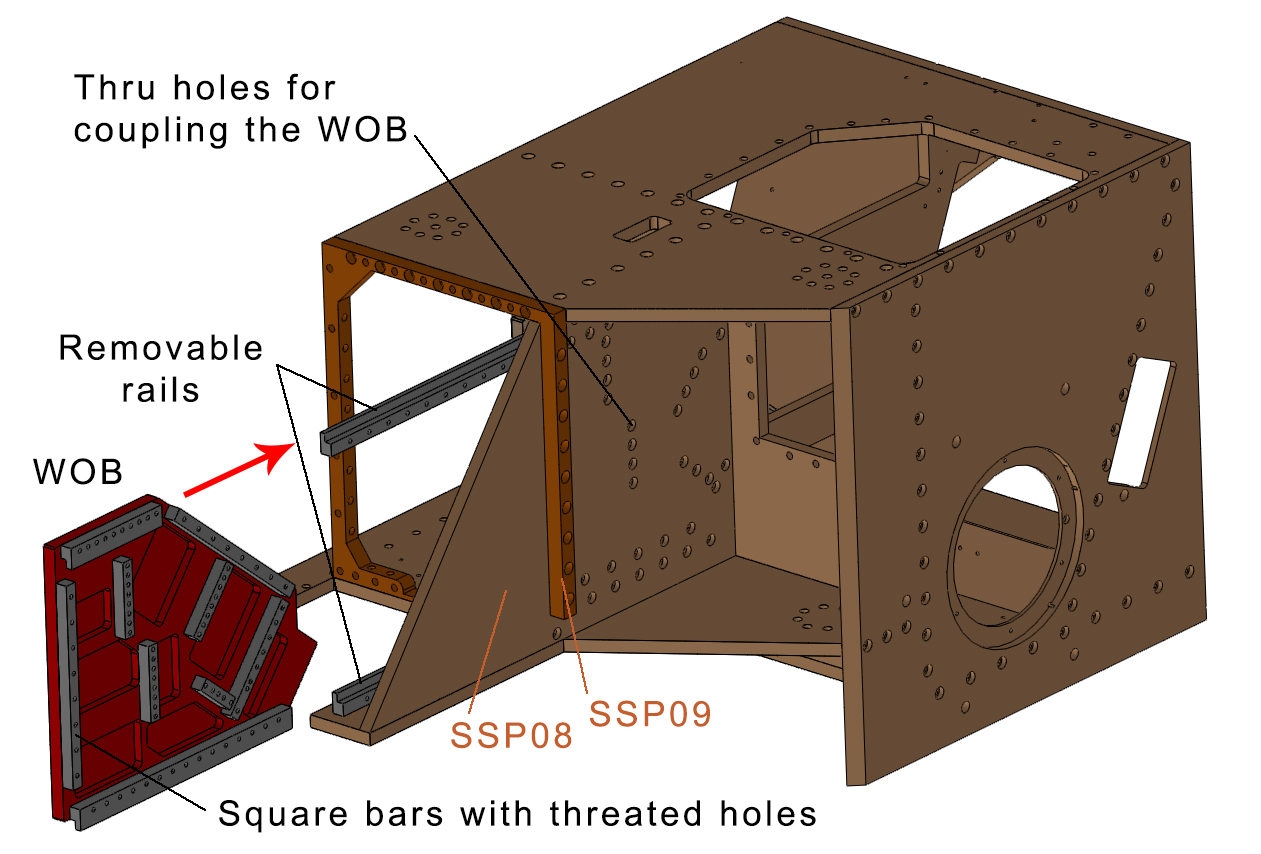 Thru holes for
coupling the WOB
Removable
rails
WOB
SSP09
SSP08
Square bars with threated holes